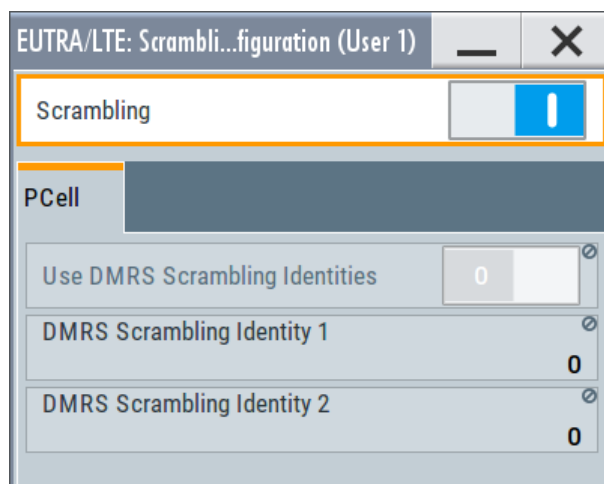 EUTRA/LTE: Scrambli...figuration (User 1)
Scrambling
PCell
Use DMRS Scrambling Identities 0
DMRS Scrambling Identity 1
0
DMRS Scrambling Identity 2
0